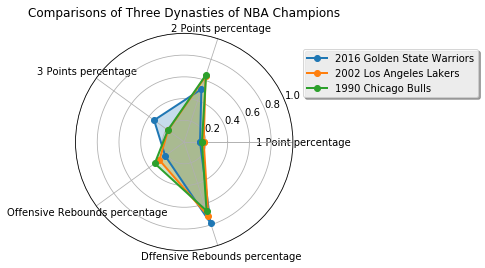 Comparisons of Three Dynasties of NBA Champions
2 Points percentage
3 Points percentage
2016 Golden State Warriors
2002 Los Angeles Lakers
1990 Chicago Bulls
1.0
0.8
0.6
0.4
0.2
1 Point percentage
Offensive Rebounds percentage
Dffensive Rebounds percentage